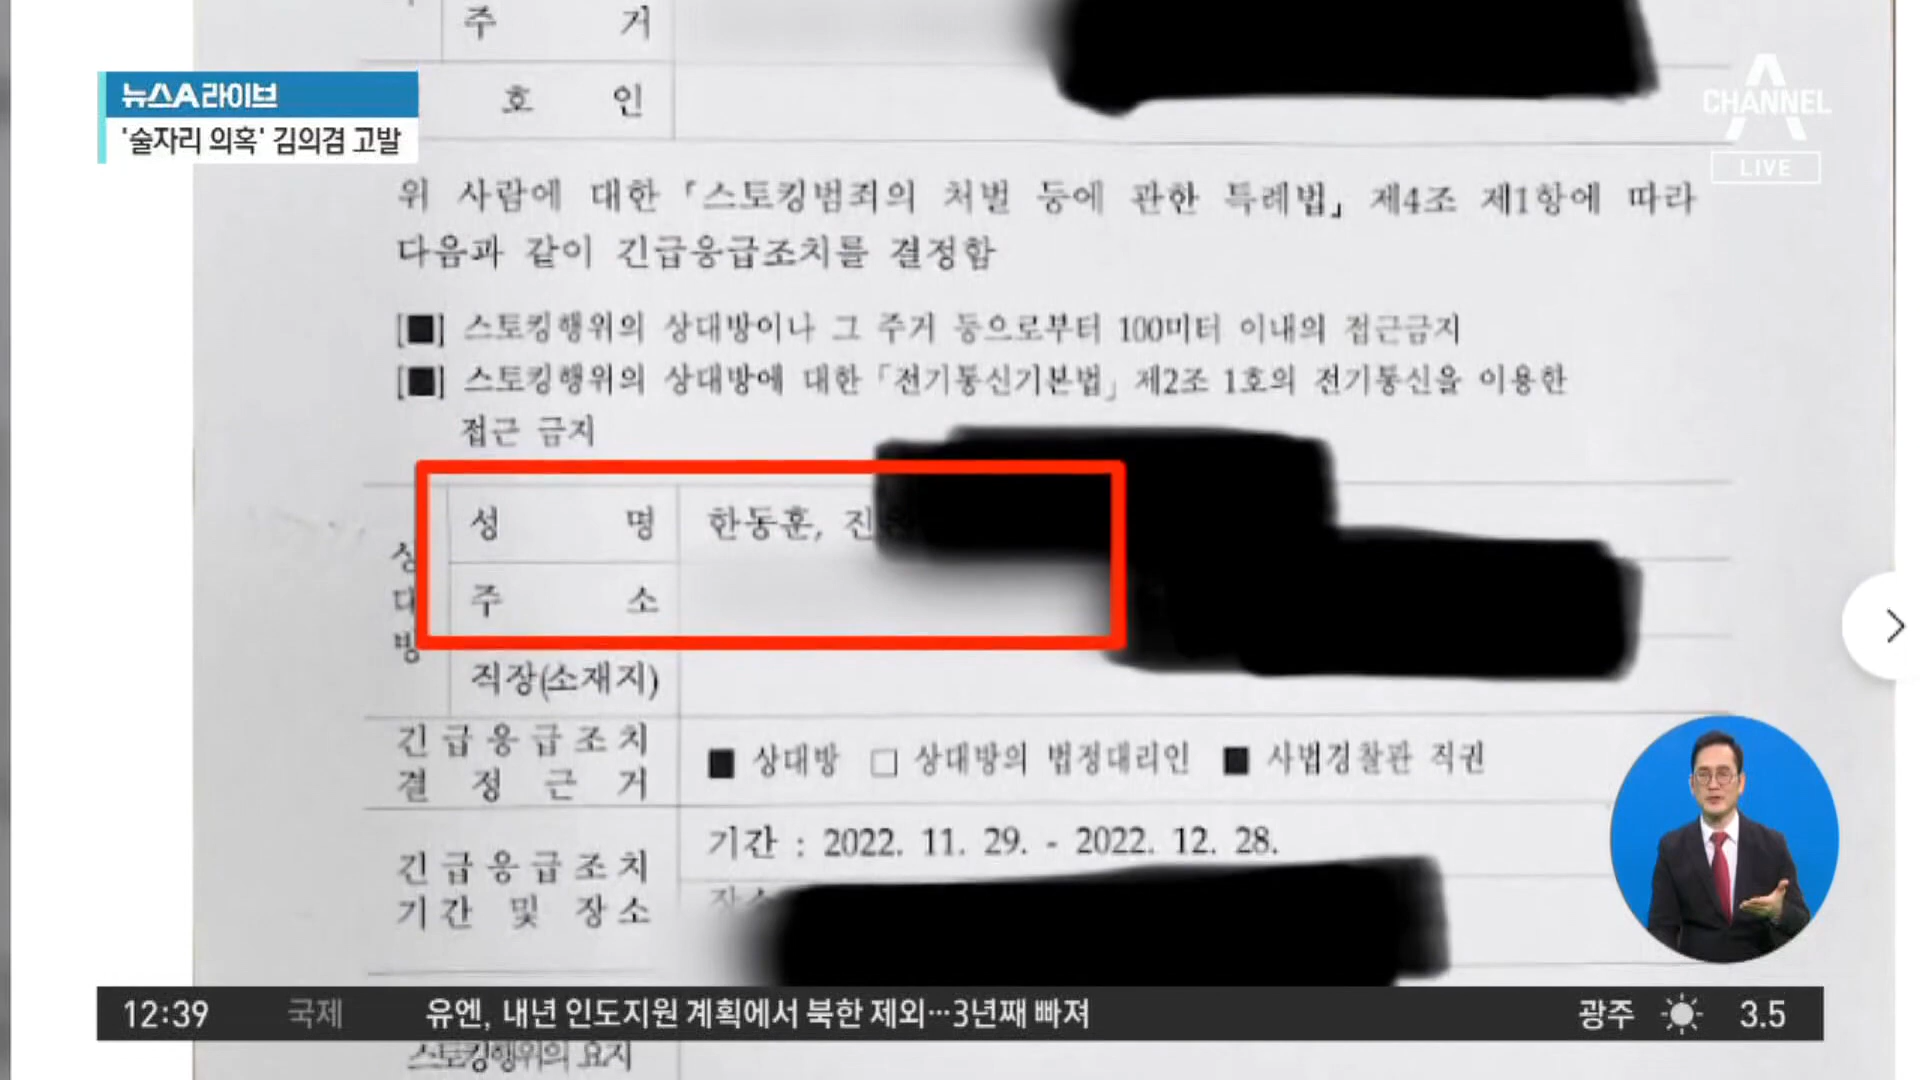 주 거
뉴스A라이브
'술자리 의혹' 김의겸 고발
호 인
CHANNEL A
LIVE
위 사람에 대한 「스토킹범죄의 처벌 등에 관한 특례법」 제4조 제1항에 따라
다음과 같이 긴급응급조치를 결정함
[■] 스토킹행위의 상대방이나 그 주거 등으로부터 100미터 이내의 접근금지
[■] 스토킹행위의 상대방에 대한 「전기통신기본법」 제2조 1호의 전기통신을 이용한
접근 금지
상대방
성 명 한동훈, 진
주 소
직장(소재지)
긴급응급조치
결정근거
■ 상대방 □ 상대방의 법정대리인 ■ 사법경찰관 직권
긴급응급조치
기간 및 장소
기간 : 2022. 11. 29. - 2022. 12. 28.
12:39 국제 유엔, 내년 인도지원 계획에서 북한 제외…3년째 빠져 광주 3.5
스토킹행위의 요지